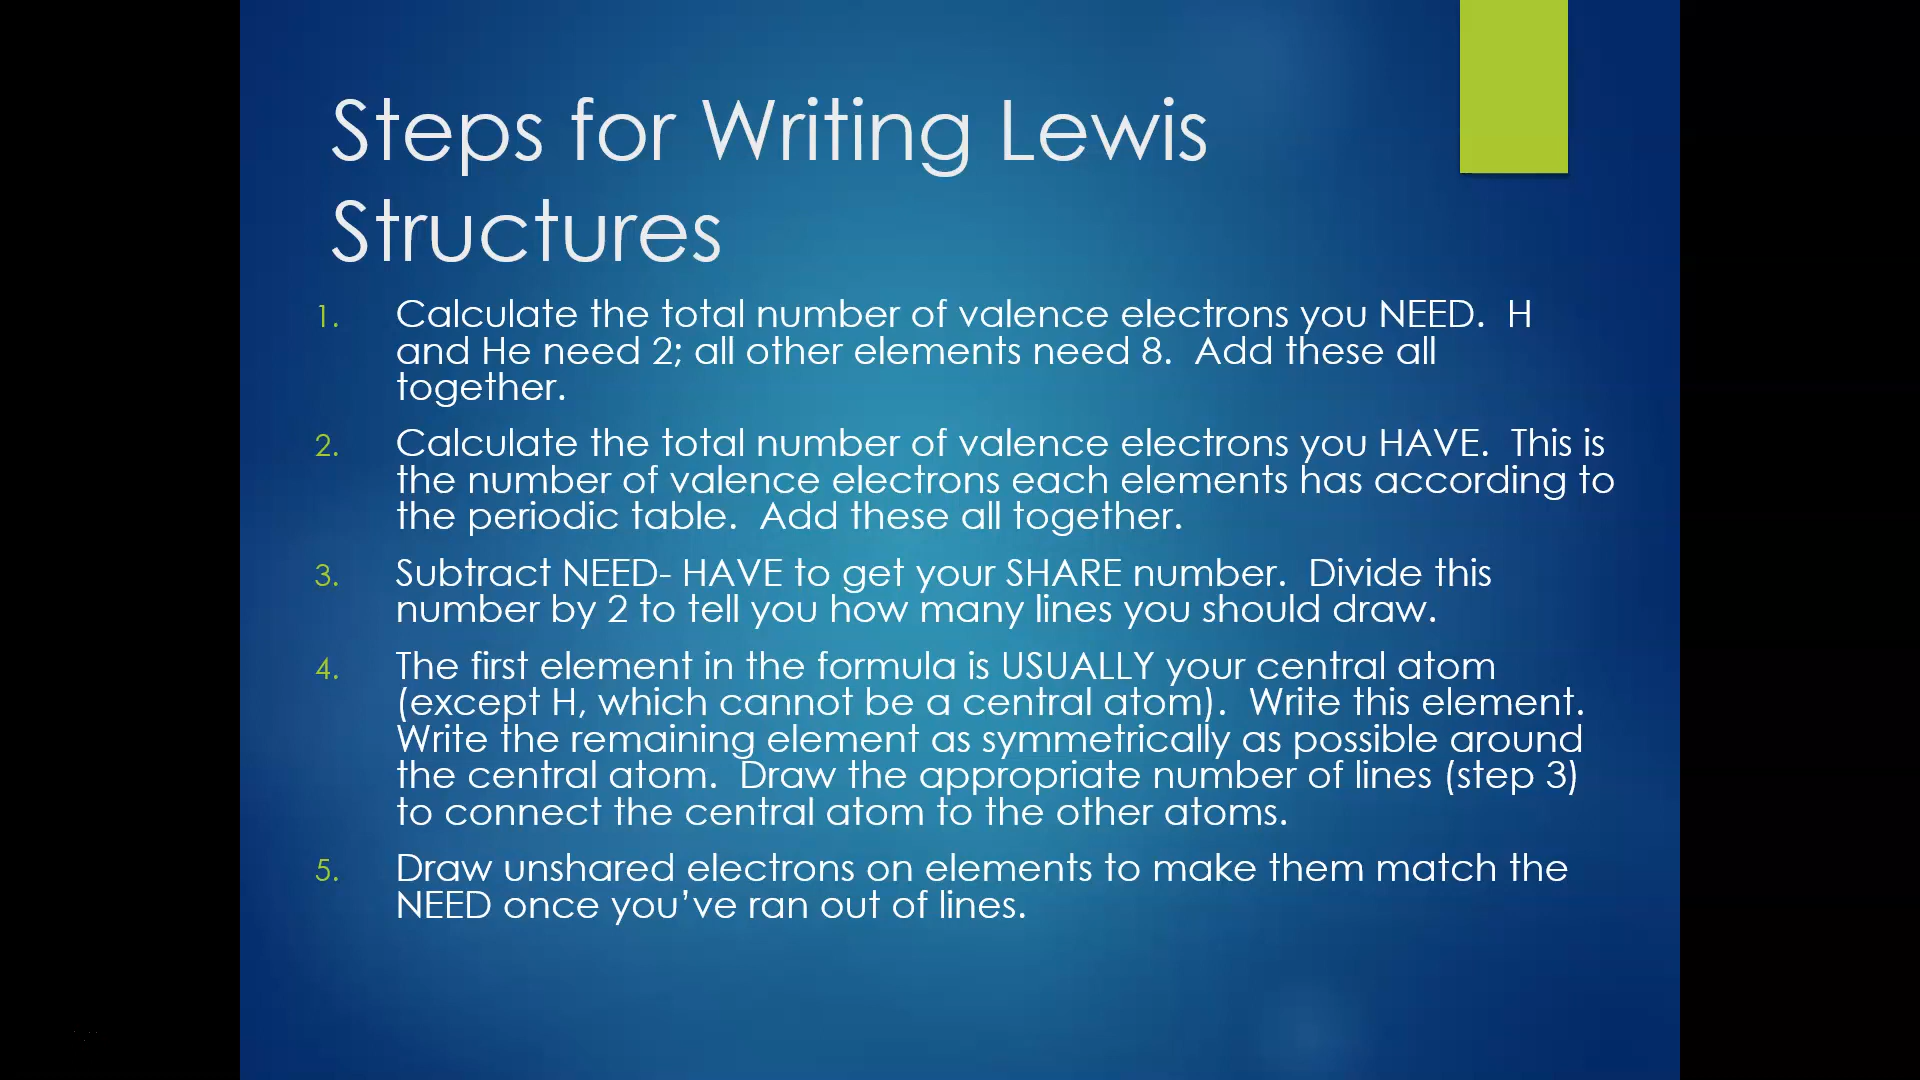 Steps for Writing Lewis
Structures
1. Calculate the total number of valence electrons you NEED.  H
and He need 2; all other elements need 8.  Add these all
together.
2. Calculate the total number of valence electrons you HAVE.  This is
the number of valence electrons each elements has according to
the periodic table.  Add these all together.
3. Subtract NEED- HAVE to get your SHARE number.  Divide this
number by 2 to tell you how many lines you should draw.
4. The first element in the formula is USUALLY your central atom
(except H, which cannot be a central atom).  Write this element.
Write the remaining element as symmetrically as possible around
the central atom.  Draw the appropriate number of lines (step 3)
to connect the central atom to the other atoms.
5. Draw unshared electrons on elements to make them match the
NEED once you’ve ran out of lines.